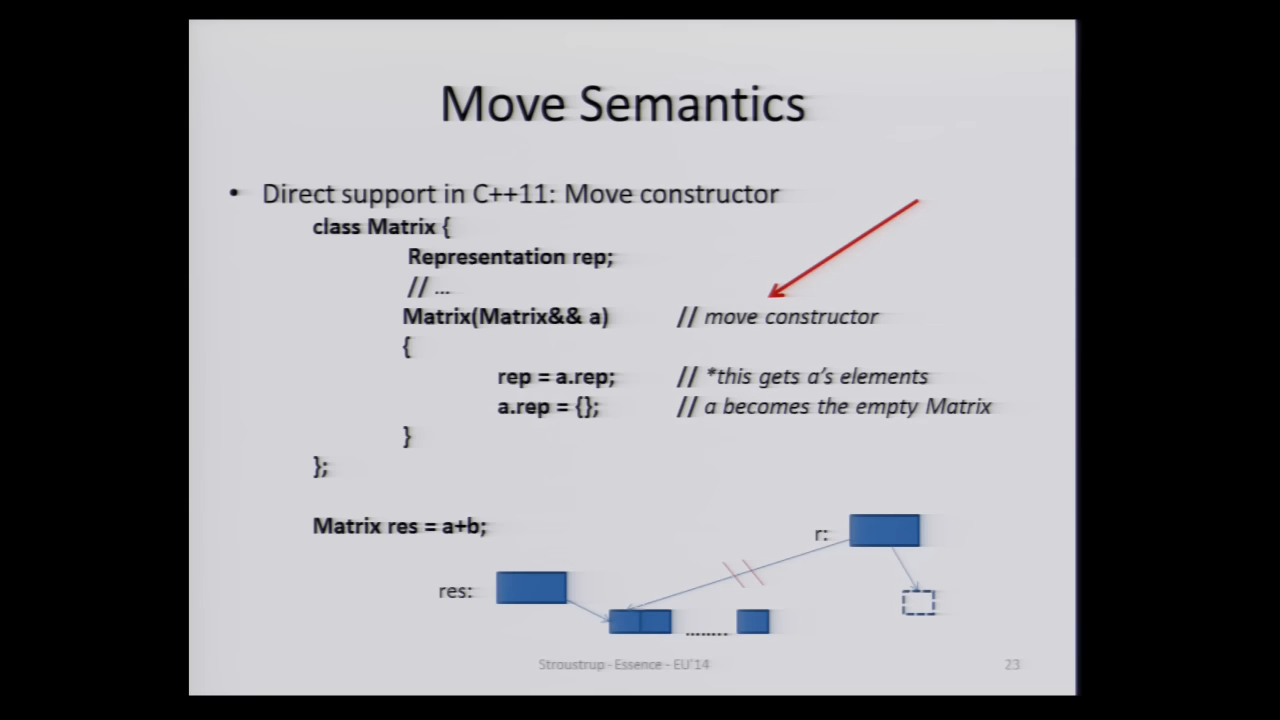 Move Semantics
• Direct support in C++11: Move constructor
class Matrix {
Representation rep;
// ...
Matrix(Matrix&& a) // move constructor
{
rep = a.rep; // *this gets a's elements
a.rep = {}; // a becomes the empty Matrix
}
};
Matrix res = a+b;
r:
res:
........
Stroustrup - Essence - EU'14
23